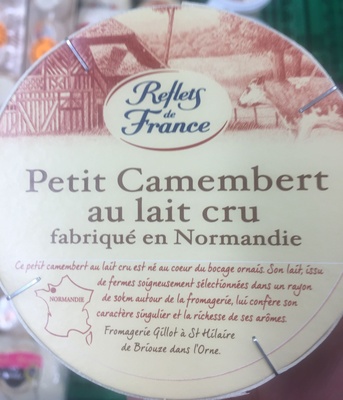 Reflets
de
France
Petit Camembert
au lait cru
fabriqué en Normandie
Ce petit camembert au lait cru est né au coeur du bocage ornais. Son lait, issu
de fermes soigneusement sélectionnées dans un rayon
de 50km autour de la fromagerie, lui confère son
caractère singulier et la richesse de ses arômes.
NORMANDIE
Fromagerie Gillot à St Hilaire
de Briouze dans l'Orne.